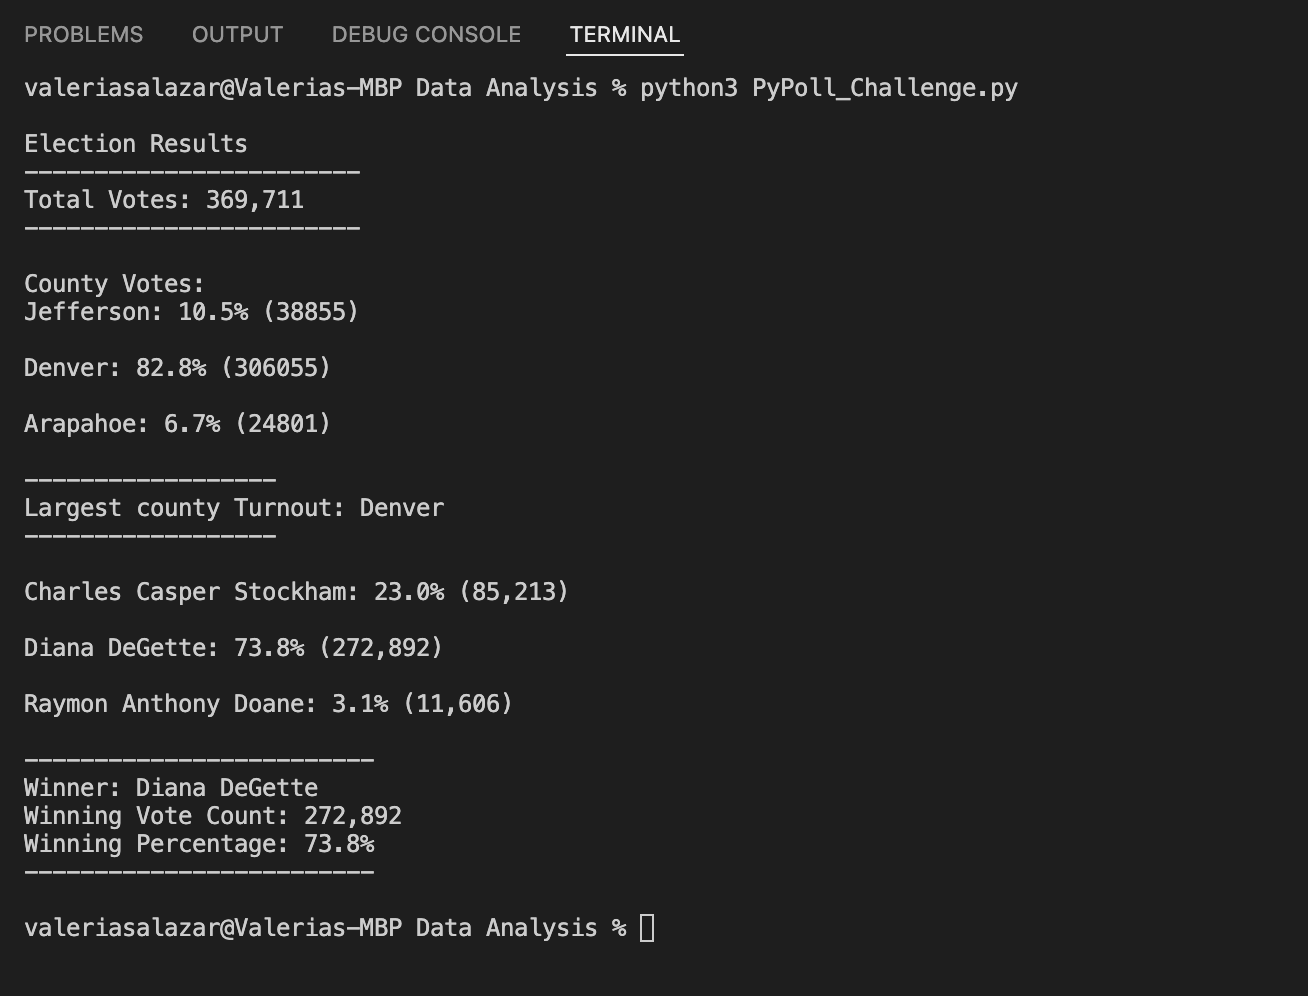 PROBLEMS OUTPUT DEBUG CONSOLE TERMINAL
valeriasalazar@Valerias-MBP Data Analysis % python3 PyPoll_Challenge.py
Election Results
------------------------
Total Votes: 369,711
------------------------
County Votes:
Jefferson: 10.5% (38855)
Denver: 82.8% (306055)
Arapahoe: 6.7% (24801)
------------------
Largest county Turnout: Denver
------------------
Charles Casper Stockham: 23.0% (85,213)
Diana DeGette: 73.8% (272,892)
Raymon Anthony Doane: 3.1% (11,606)
-------------------------
Winner: Diana DeGette
Winning Vote Count: 272,892
Winning Percentage: 73.8%
-------------------------
valeriasalazar@Valerias-MBP Data Analysis %